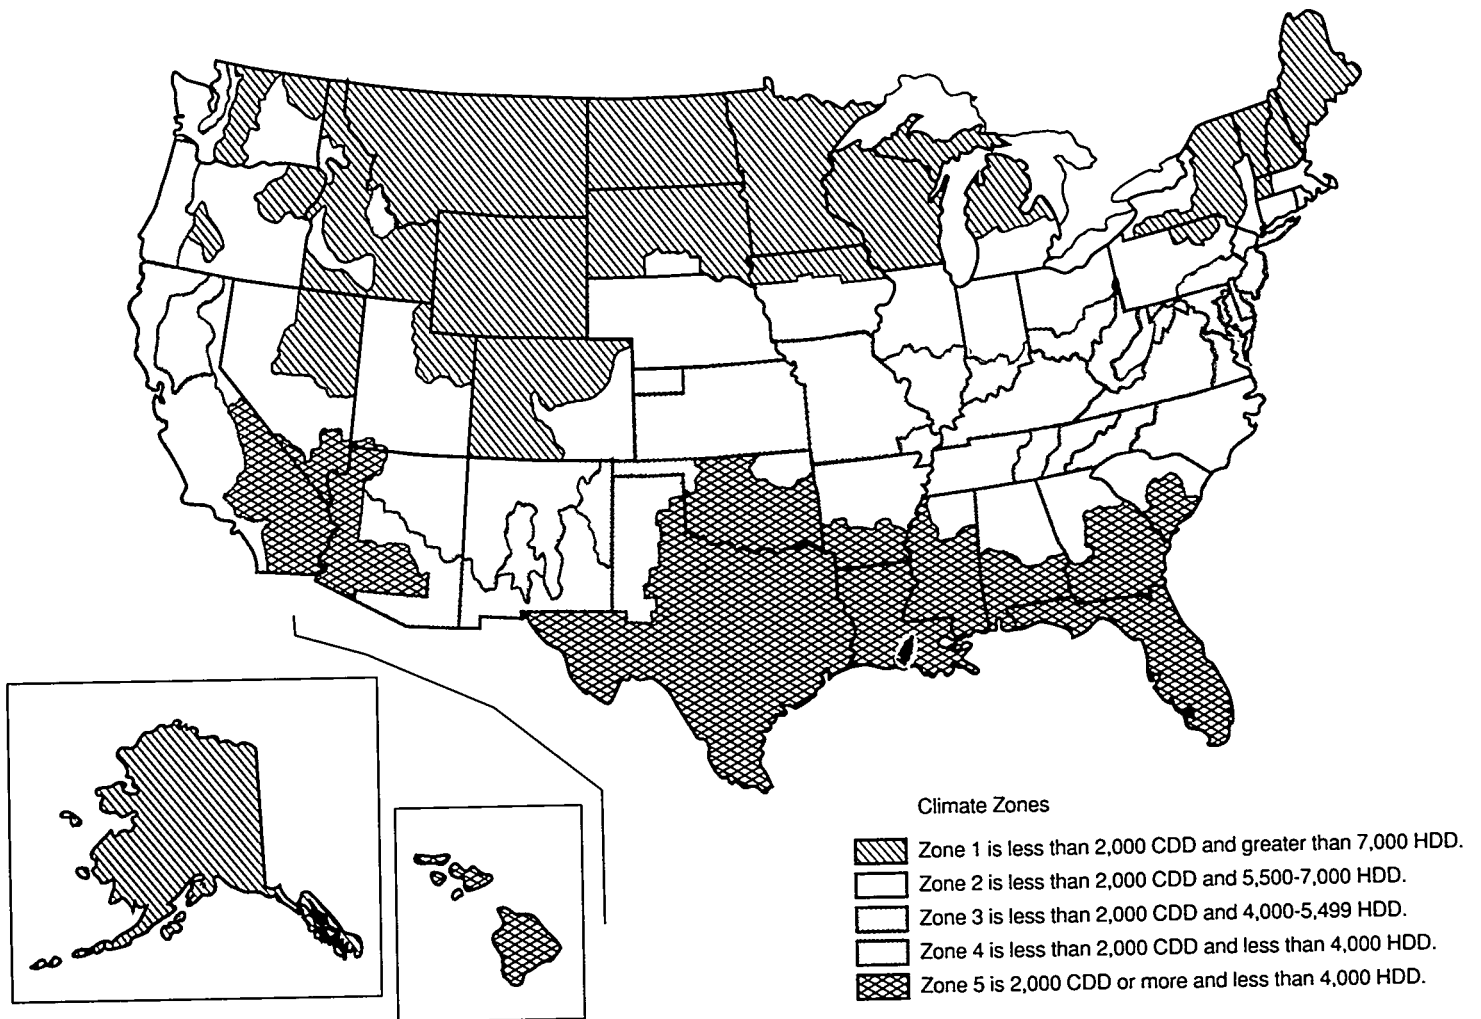 Climate Zones
Zone 1 is less than 2,000 CDD and greater than 7,000 HDD.
Zone 2 is less than 2,000 CDD and 5,500-7,000 HDD.
Zone 3 is less than 2,000 CDD and 4,000-5,499 HDD.
Zone 4 is less than 2,000 CDD and less than 4,000 HDD.
Zone 5 is 2,000 CDD or more and less than 4,000 HDD.